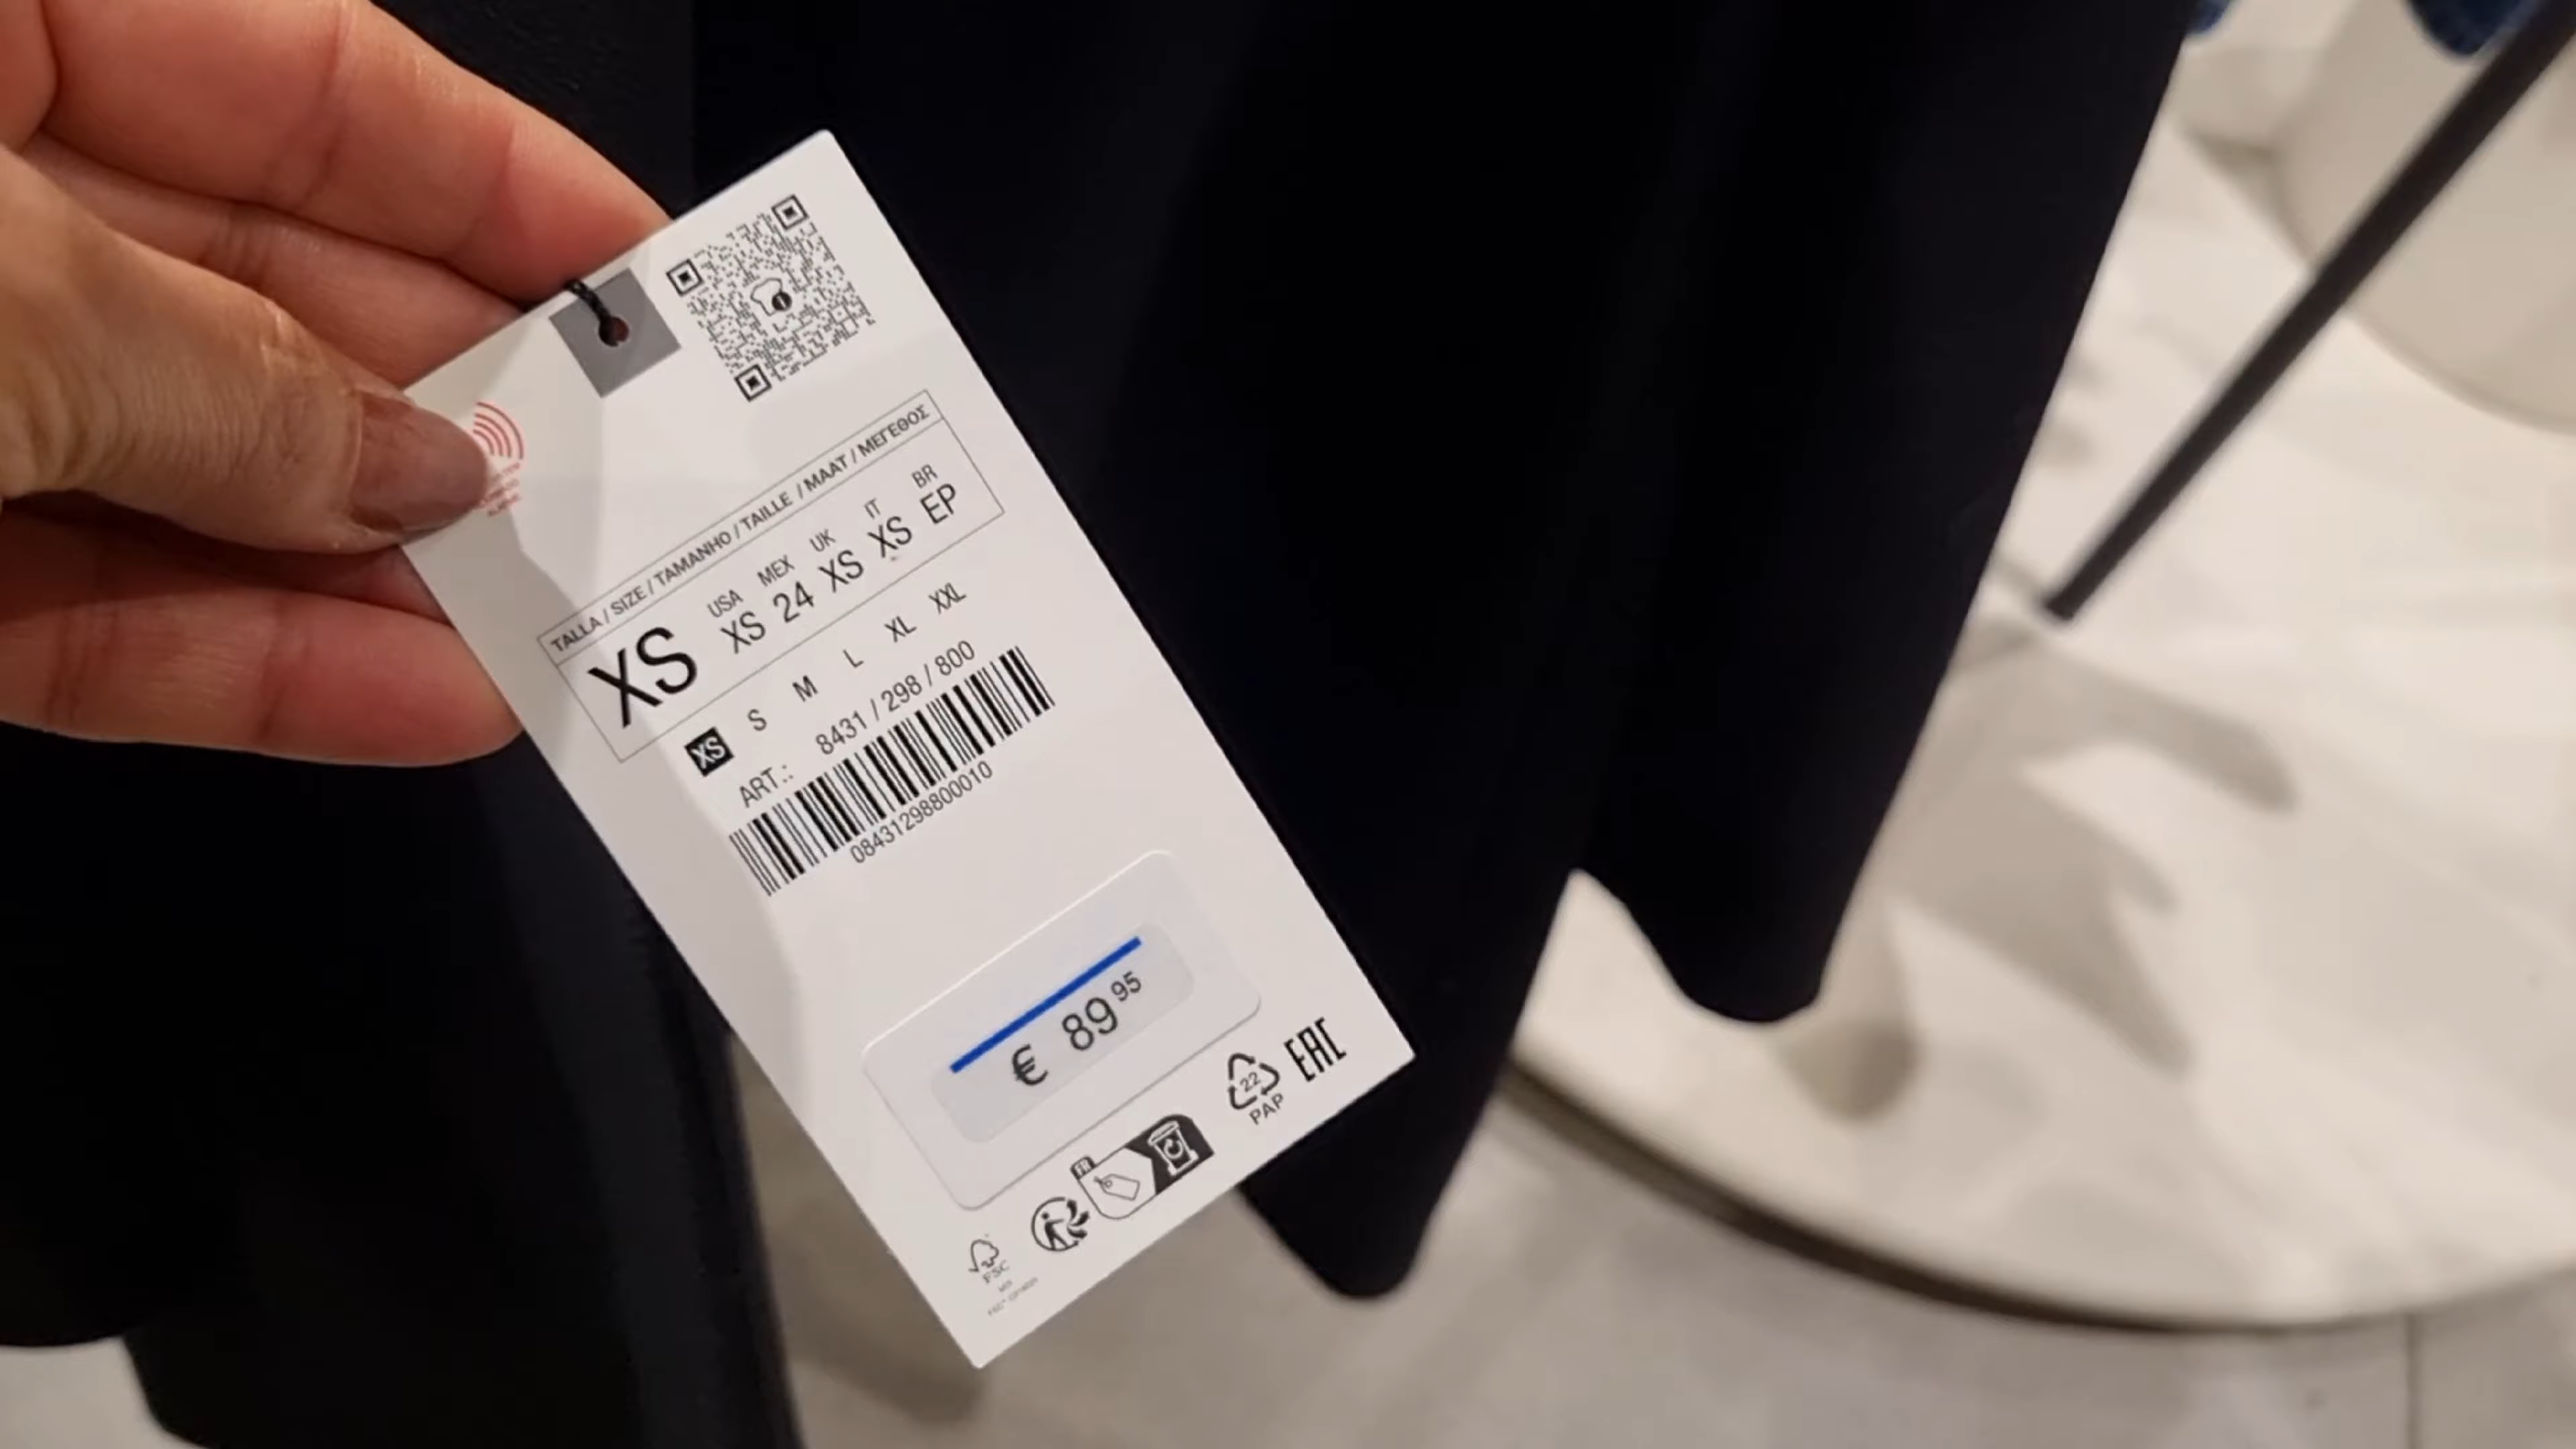 TALLA / SIZE / TAMANHO / TAILLE / MAAT / ΜΕΓΕΘΟΣ
USA MEX UK IT BR
XS XS 24 XS XS EP
XS S M L XL XXL
ART.: 8431 / 298 / 800
08431298800010
€ 89 95
FR
22
PAP
EAC
FSC